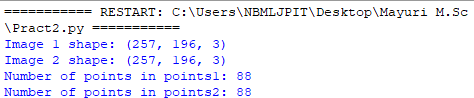 =========== RESTART: C:\Users\NBMLJPIT\Desktop\Mayuri M.Sc
\Pract2.py ===========
Image 1 shape: (257, 196, 3)
Image 2 shape: (257, 196, 3)
Number of points in points1: 88
Number of points in points2: 88